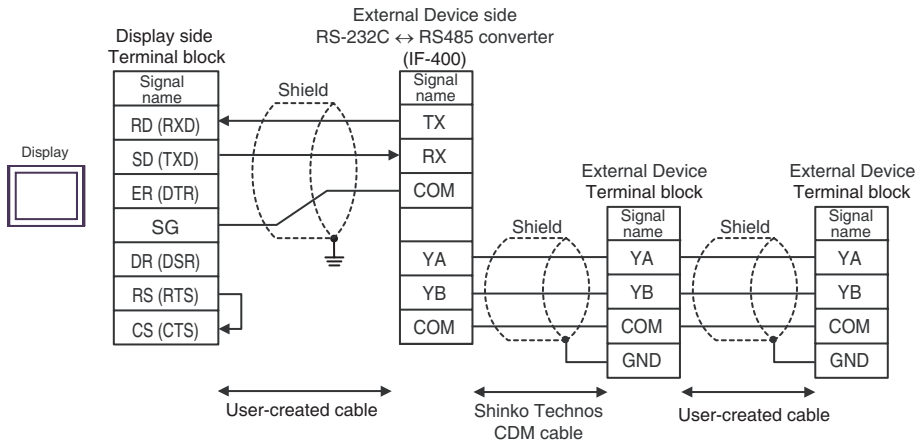 External Device side
RS-232C ↔ RS485 converter
(IF-400)
Display side
Terminal block
Signal
name
RD (RXD)
SD (TXD)
ER (DTR)
SG
DR (DSR)
RS (RTS)
CS (CTS)
Shield
Signal
name
TX
RX
COM
YA
YB
COM
Display
External Device
Terminal block
Shield
Signal
name
YA
YB
COM
GND
External Device
Terminal block
Shield
Signal
name
YA
YB
COM
GND
User-created cable
Shinko Technos
CDM cable
User-created cable